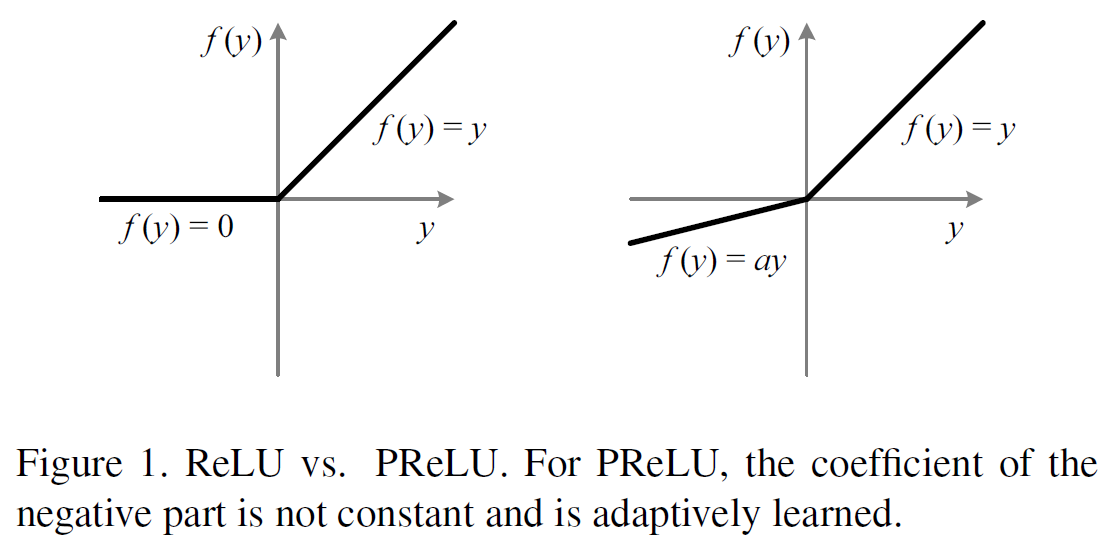 f(y)
f(y) = y
f(y) = 0
y
f(y)
f(y) = y
f(y) = ay
y
Figure 1. ReLU vs. PReLU. For PReLU, the coefficient of the
negative part is not constant and is adaptively learned.